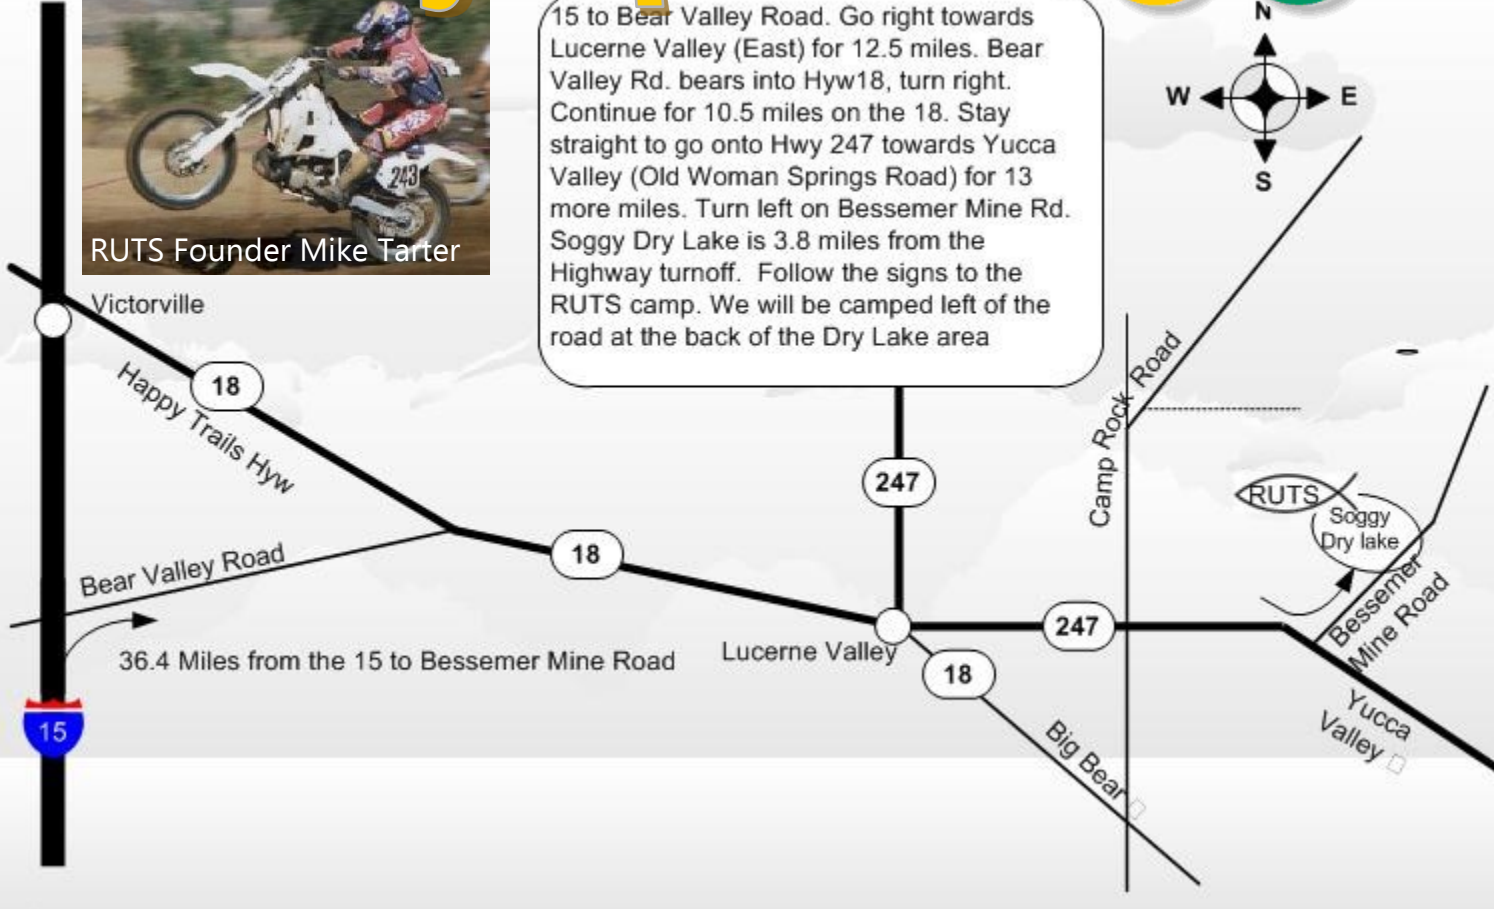 15 to Bear Valley Road. Go right towards
Lucerne Valley (East) for 12.5 miles. Bear
Valley Rd. bears into Hyw18, turn right.
Continue for 10.5 miles on the 18. Stay
straight to go onto Hwy 247 towards Yucca
Valley (Old Woman Springs Road) for 13
more miles. Turn left on Bessemer Mine Rd.
Soggy Dry Lake is 3.8 miles from the
Highway turnoff.  Follow the signs to the
RUTS camp. We will be camped left of the
road at the back of the Dry Lake area
N
W
E
S
243
RUTS Founder Mike Tarter
Victorville
18
Happy Trails Hyw
Bear Valley Road
18
247
Camp Rock Road
RUTS
Soggy
Dry lake
Bessemer
Mine Road
247
Lucerne Valley
36.4 Miles from the 15 to Bessemer Mine Road
18
15
Big Bear
Yucca
Valley